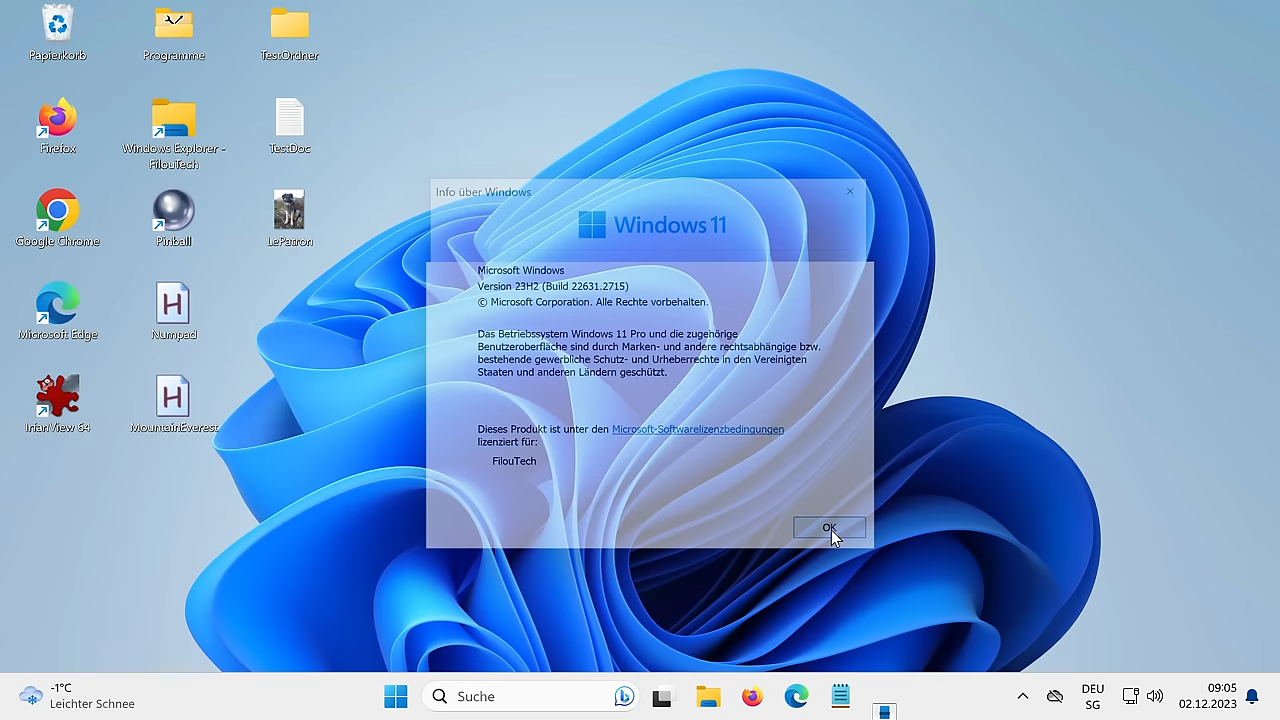 Papierkorb
Programme
TestOrdner
Firefox
Windows Explorer -
FilouTech
TestDoc
Google Chrome
Pinball
LePatron
Microsoft Edge
Numpad
IrfanView 64
MountainEverest
Info über Windows
Windows 11
Microsoft Windows
Version 23H2 (Build 22631.2715)
© Microsoft Corporation. Alle Rechte vorbehalten.
Das Betriebssystem Windows 11 Pro und die zugehörige
Benutzeroberfläche sind durch Marken- und andere rechtsabhängige bzw.
bestehende gewerbliche Schutz- und Urheberrechte in den Vereinigten
Staaten und anderen Ländern geschützt.
Dieses Produkt ist unter den Microsoft-Softwarelizenzbedingungen
lizenziert für:
FilouTech
OK
-1°C
Leichter Schnee
Suche
DEU
SG
09:05
02.12.2023